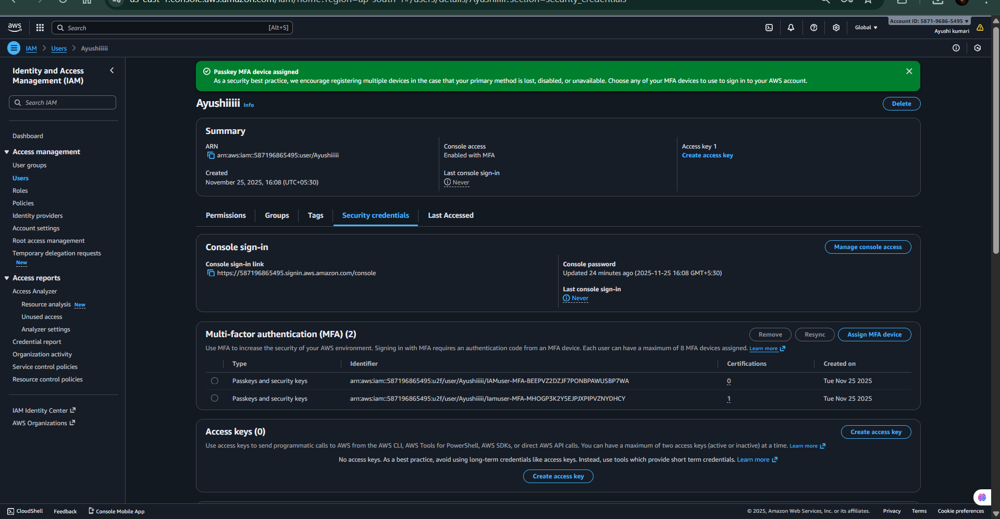 aws
Search [Alt+S]
Global
Account ID: 5871-9686-5495
Ayushi kumari
IAM > Users > Ayushiiiii
Identity and Access
Management (IAM)
Search IAM
Dashboard
Access management
User groups
Users
Roles
Policies
Identity providers
Account settings
Root access management
Temporary delegation requests
New
Access reports
Access Analyzer
Resource analysis New
Unused access
Analyzer settings
Credential report
Organization activity
Service control policies
Resource control policies
IAM Identity Center
AWS Organizations
Passkey MFA device assigned
As a security best practice, we encourage registering multiple devices in the case that your primary method is lost, disabled, or unavailable. Choose any of your MFA devices to use to sign in to your AWS account.
Ayushiiiii Info
Delete
Summary
ARN
arn:aws:iam::587196865495:user/Ayushiiiii
Created
November 25, 2025, 16:08 (UTC+05:30)
Console access
Enabled with MFA
Last console sign-in
Never
Access key 1
Create access key
Permissions Groups Tags Security credentials Last Accessed
Console sign-in
Manage console access
Console sign-in link
https://587196865495.signin.aws.amazon.com/console
Console password
Updated 24 minutes ago (2025-11-25 16:08 GMT+5:30)
Last console sign-in
Never
Multi-factor authentication (MFA) (2)
Remove Resync Assign MFA device
Use MFA to increase the security of your AWS environment. Signing in with MFA requires an authentication code from an MFA device. Each user can have a maximum of 8 MFA devices assigned. Learn more
Type Identifier Certifications Created on
Passkeys and security keys arn:aws:iam::587196865495:u2f/user/Ayushiiiii/IAMuser-MFA-BEEPVZ2DZJF7PONBPAWUSBP7WA 0 Tue Nov 25 2025
Passkeys and security keys arn:aws:iam::587196865495:u2f/user/Ayushiiiii/Iamuser-MFA-MHOGP3K2Y5EJPJXPIPVZNYDHCY 1 Tue Nov 25 2025
Access keys (0)
Create access key
Use access keys to send programmatic calls to AWS from the AWS CLI, AWS Tools for PowerShell, AWS SDKs, or direct AWS API calls. You can have a maximum of two access keys (active or inactive) at a time. Learn more
No access keys. As a best practice, avoid using long-term credentials like access keys. Instead, use tools which provide short term credentials. Learn more
Create access key
CloudShell Feedback Console Mobile App
© 2025, Amazon Web Services, Inc. or its affiliates. Privacy Terms Cookie preferences